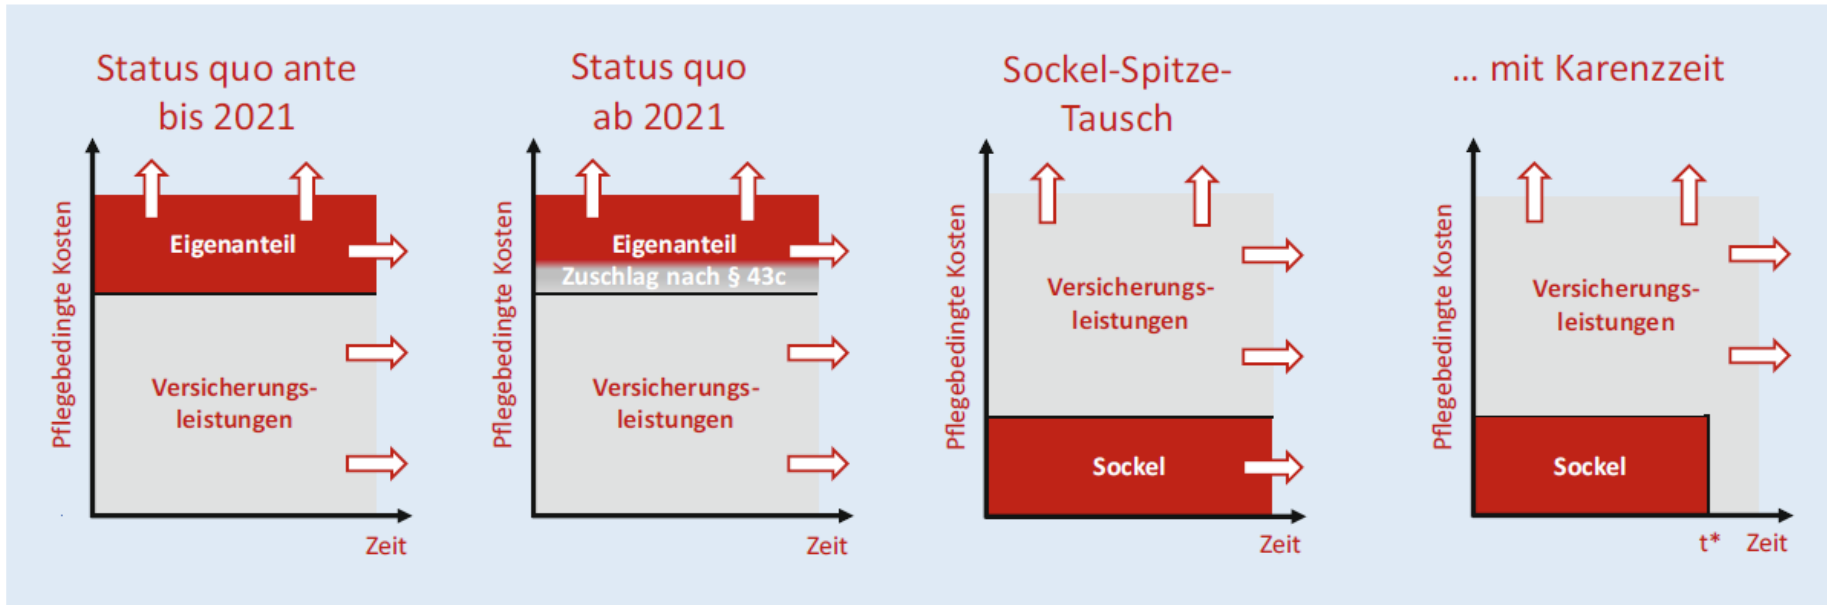 Status quo ante
bis 2021
Pflegebedingte Kosten
Eigenanteil
Versicherungs-
leistungen
Zeit
Status quo
ab 2021
Pflegebedingte Kosten
Eigenanteil
Zuschlag nach § 43c
Versicherungs-
leistungen
Zeit
Sockel-Spitze-
Tausch
Pflegebedingte Kosten
Versicherungs-
leistungen
Sockel
Zeit
... mit Karenzzeit
Pflegebedingte Kosten
Versicherungs-
leistungen
Sockel
t*
Zeit